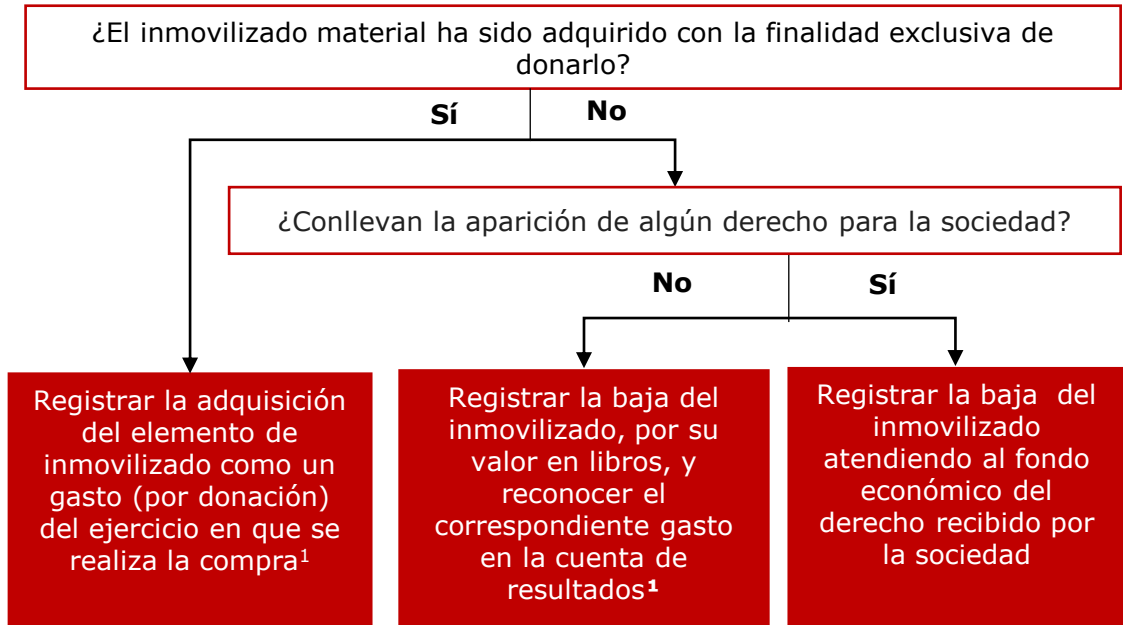 ¿El inmovilizado material ha sido adquirido con la finalidad exclusiva de
donarlo?
Sí
No
¿Conllevan la aparición de algún derecho para la sociedad?
No
Sí
Registrar la adquisición
del elemento de
inmovilizado como un
gasto (por donación)
del ejercicio en que se
realiza la compra¹
Registrar la baja del
inmovilizado, por su
valor en libros, y
reconocer el
correspondiente gasto
en la cuenta de
resultados¹
Registrar la baja  del
inmovilizado
atendiendo al fondo
económico del
derecho recibido por
la sociedad